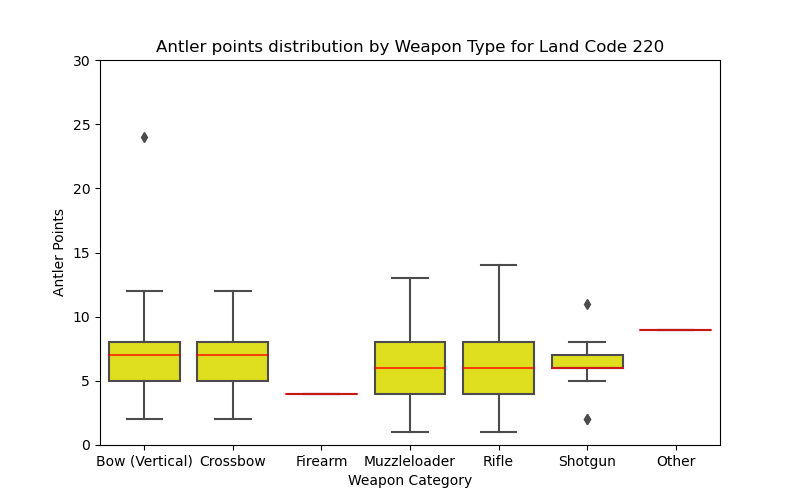 Antler points distribution by Weapon Type for Land Code 220
30
25
20
15
10
5
0
Antler Points
Bow (Vertical) Crossbow Firearm Muzzleloader Rifle Shotgun Other
Weapon Category